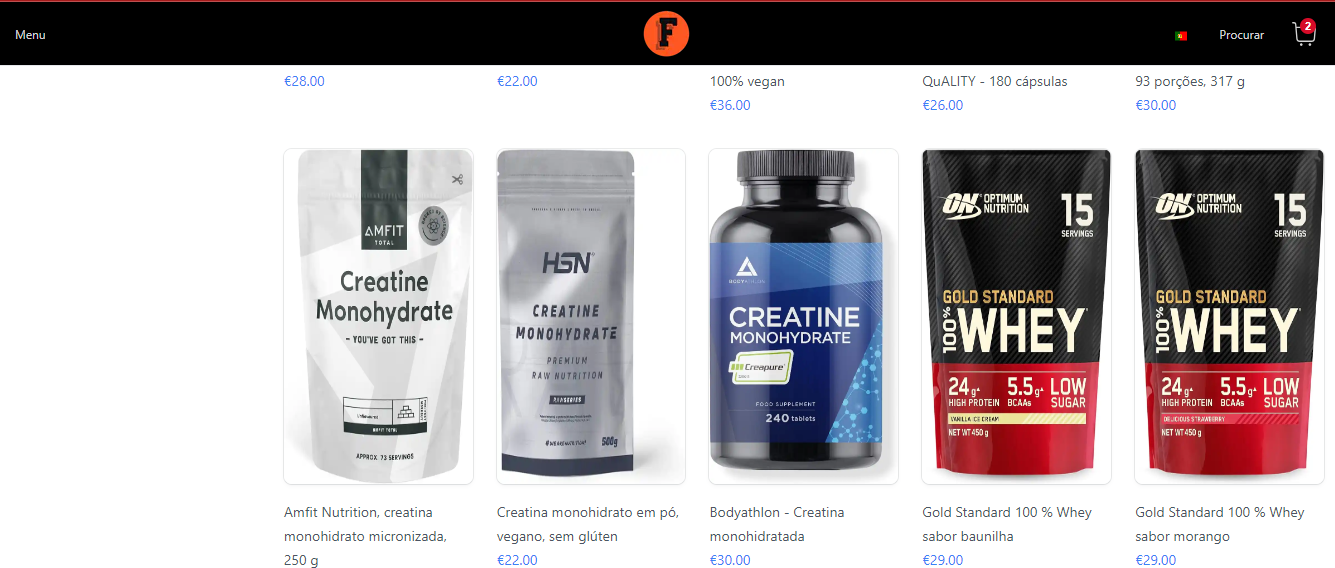 Menu
F
Procurar
2
€28.00
€22.00
100% vegan
€36.00
QuALITY - 180 cápsulas
€26.00
93 porções, 317 g
€30.00
AMFIT
TOTAL
Creatine
Monohydrate
- YOU'VE GOT THIS -
Unflavoured
AMFIT TOTAL
APPROX. 73 SERVINGS
Amfit Nutrition, creatina
monohidrato micronizada,
250 g
HSN
CREATINE
MONOHYDRATE
PREMIUM
RAW NUTRITION
RAWSERIES
500g
Creatina monohidrato em pó,
vegano, sem glúten
€22.00
BODYATHLON
CREATINE
MONOHYDRATE
Creapure
FOOD SUPPLEMENT
240 tablets
Bodyathlon - Creatina
monohidratada
€30.00
ON OPTIMUM
NUTRITION
15
SERVINGS
GOLD STANDARD
100% WHEY
24g 5.5g LOW
HIGH PROTEIN BCAAs SUGAR
VANILLA ICE CREAM
NET WT 450 g
Gold Standard 100 % Whey
sabor baunilha
€29.00
ON OPTIMUM
NUTRITION
15
SERVINGS
GOLD STANDARD
100% WHEY
24g 5.5g LOW
HIGH PROTEIN BCAAs SUGAR
DELICIOUS STRAWBERRY
NET WT 450 g
Gold Standard 100 % Whey
sabor morango
€29.00